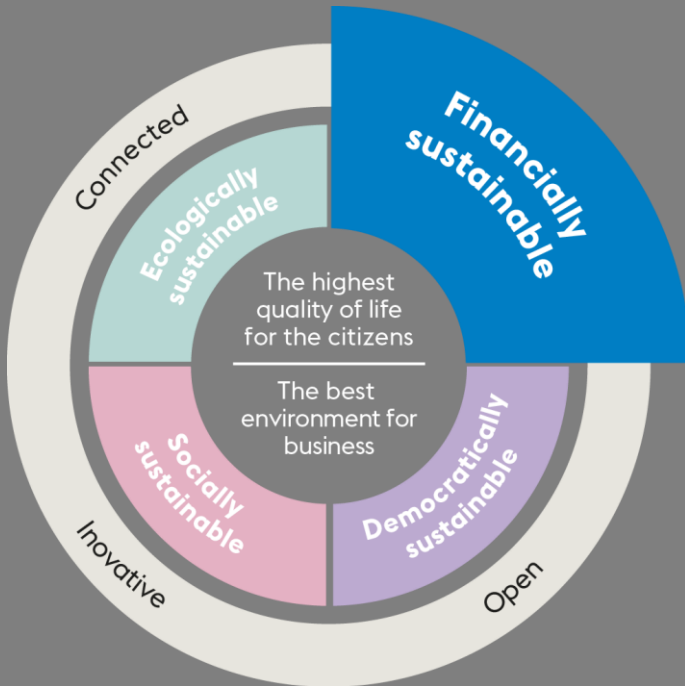 Connected
Financially
sustainable
Ecologically
sustainable
The highest
quality of life
for the citizens
The best
environment for
business
Socially
sustainable
Democratically
sustainable
Inovative
Open